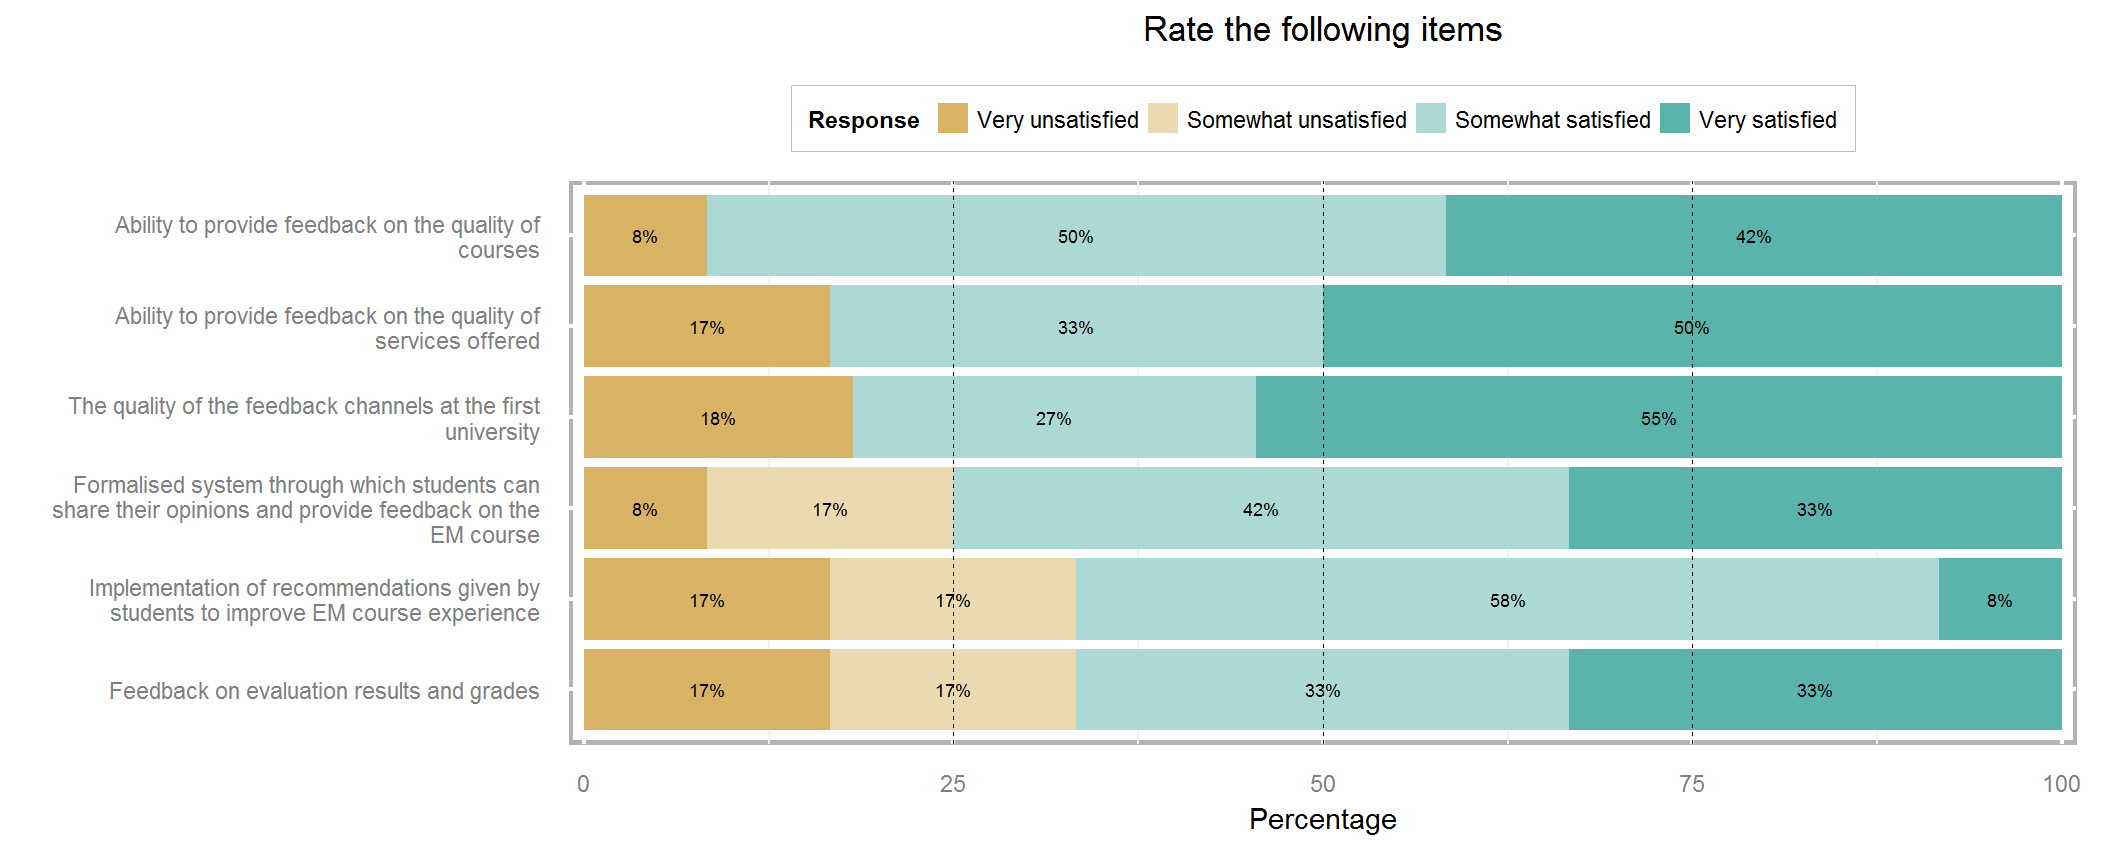 Rate the following items
Response Very unsatisfied Somewhat unsatisfied Somewhat satisfied Very satisfied
Ability to provide feedback on the quality of
courses
8% 50% 42%
Ability to provide feedback on the quality of
services offered
17% 33% 50%
The quality of the feedback channels at the first
university
18% 27% 55%
Formalised system through which students can
share their opinions and provide feedback on the
EM course
8% 17% 42% 33%
Implementation of recommendations given by
students to improve EM course experience
17% 17% 58% 8%
Feedback on evaluation results and grades
17% 17% 33% 33%
0 25 50 75 100
Percentage